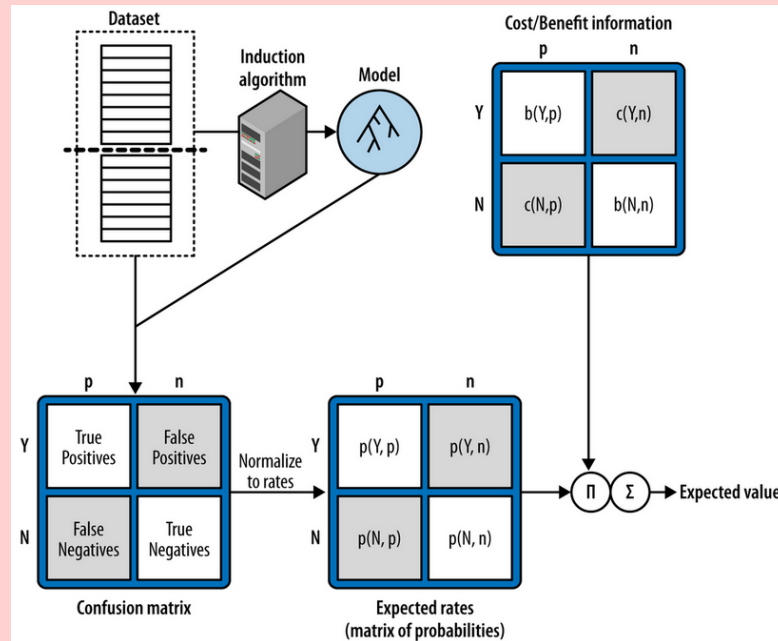 Dataset
Induction
algorithm
Model
Cost/Benefit information
p n
Y b(Y,p) c(Y,n)
N c(N,p) b(N,n)
p n
Y True
Positives
False
Positives
N False
Negatives
True
Negatives
Confusion matrix
Normalize
to rates
p n
Y p(Y, p) p(Y, n)
N p(N, p) p(N, n)
Expected rates
(matrix of probabilities)
Π Σ Expected value